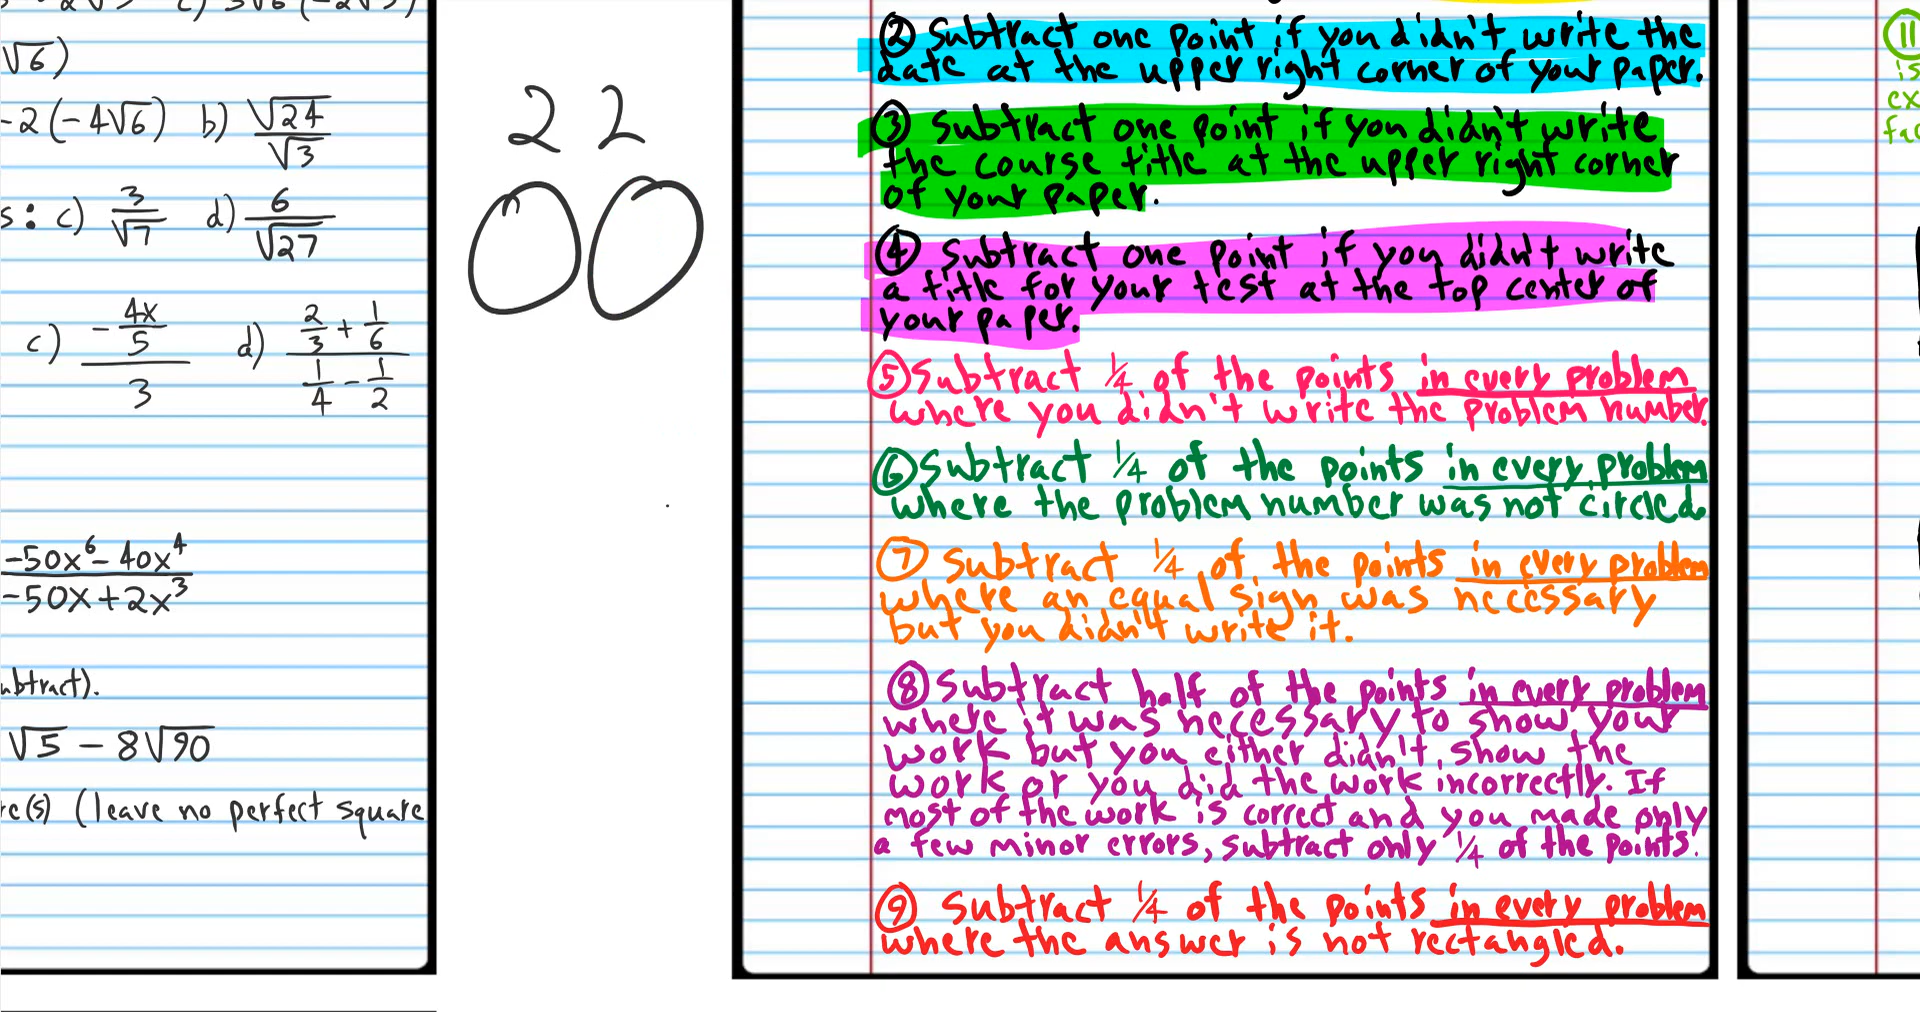 √6)
-2(-4√6) b) √24/√3
s: c) 3/√7 d) 6/√27
c) (-4x/5)/3 d) (2/3 + 1/6)/(1/4 - 1/2)
-50x⁶ - 40x⁴
-50x + 2x³
ubtract).
√5 - 8√90
re(s) (leave no perfect square
2 2
② Subtract one point if you didn't write the
date at the upper right corner of your paper.
③ Subtract one point if you didn't write
the course title at the upper right corner
of your paper.
④ Subtract one point if you didn't write
a title for your test at the top center of
your paper.
⑤ Subtract ¼ of the points in every problem
where you didn't write the problem number.
⑥ Subtract ¼ of the points in every problem
where the problem number was not circled.
⑦ Subtract ¼ of the points in every problem
where an equal sign was necessary
but you didn't write it.
⑧ Subtract half of the points in every problem
where it was necessary to show your
work but you either didn't show the
work or you did the work incorrectly. If
most of the work is correct and you made only
a few minor errors, subtract only ¼ of the points.
⑨ Subtract ¼ of the points in every problem
where the answer is not rectangled.
⑪
is
ex
fac